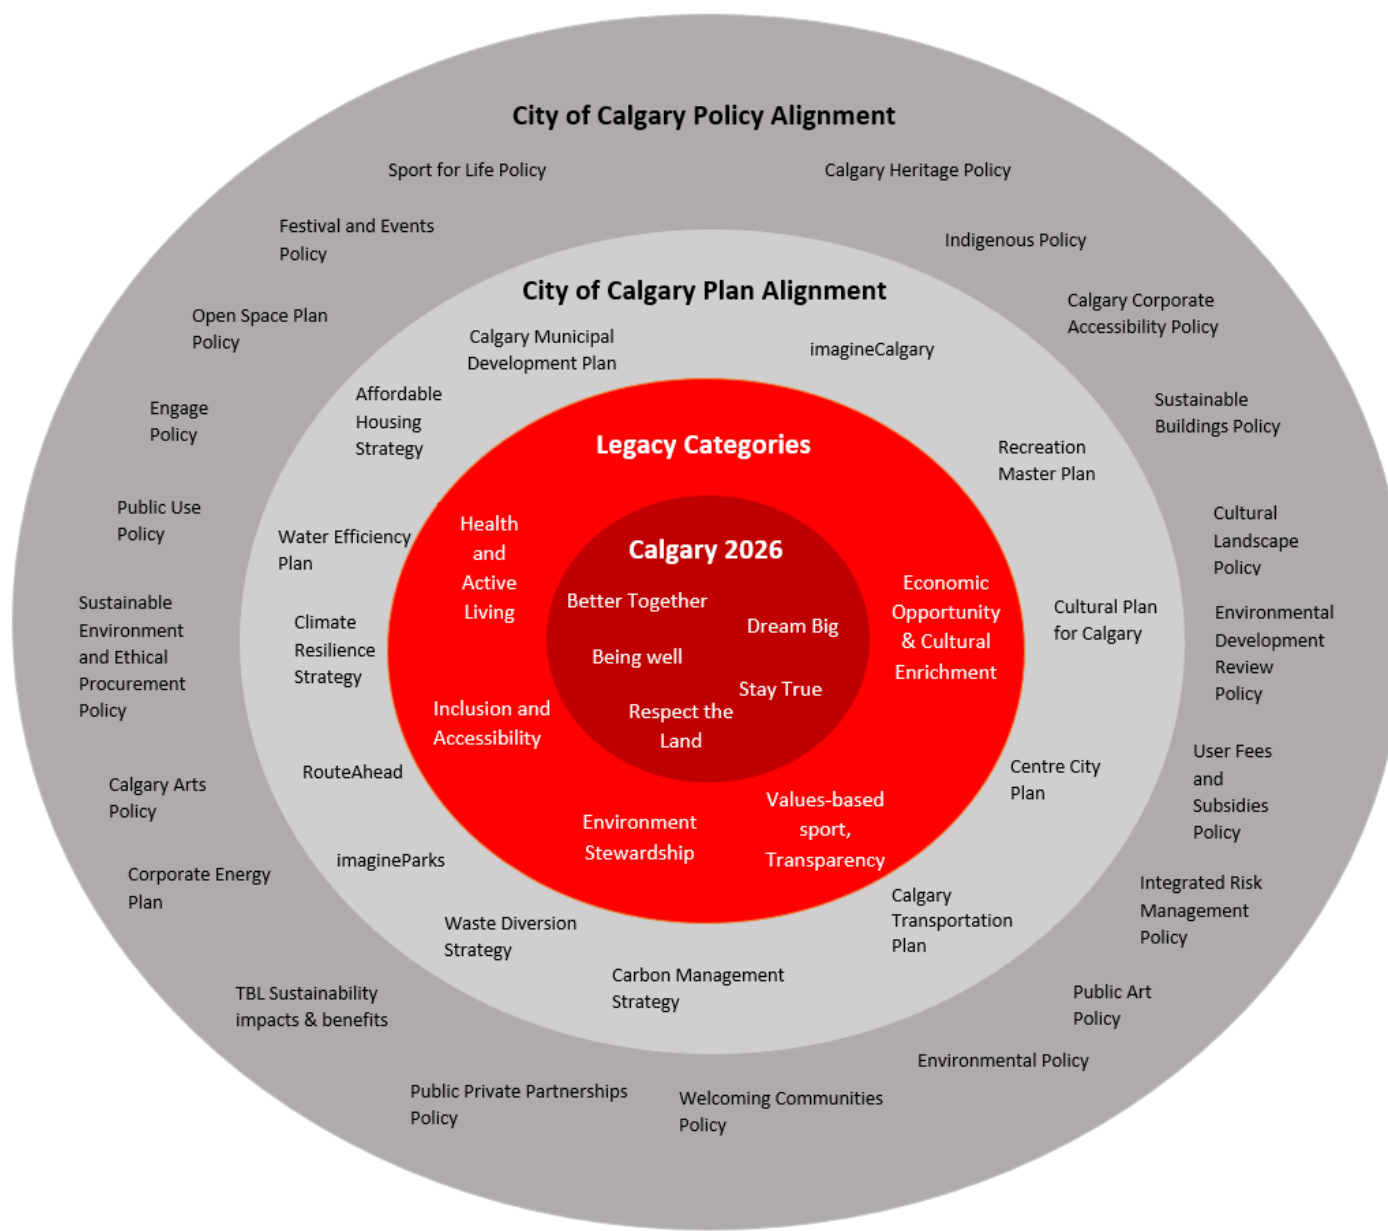 City of Calgary Policy Alignment
Sport for Life Policy
Calgary Heritage Policy
Festival and Events
Policy
Indigenous Policy
Open Space Plan
Policy
Calgary Corporate
Accessibility Policy
Engage
Policy
Sustainable
Buildings Policy
Public Use
Policy
Cultural
Landscape
Policy
Sustainable
Environment
and Ethical
Procurement
Policy
Environmental
Development
Review
Policy
Calgary Arts
Policy
User Fees
and
Subsidies
Policy
Corporate Energy
Plan
Integrated Risk
Management
Policy
TBL Sustainability
impacts & benefits
Public Art
Policy
Public Private Partnerships
Policy
Welcoming Communities
Policy
Environmental Policy
City of Calgary Plan Alignment
Calgary Municipal
Development Plan
imagineCalgary
Affordable
Housing
Strategy
Recreation
Master Plan
Water Efficiency
Plan
Climate
Resilience
Strategy
Cultural Plan
for Calgary
RouteAhead
Centre City
Plan
imagineParks
Waste Diversion
Strategy
Carbon Management
Strategy
Calgary
Transportation
Plan
Legacy Categories
Health
and
Active
Living
Economic
Opportunity
& Cultural
Enrichment
Inclusion and
Accessibility
Environment
Stewardship
Values-based
sport,
Transparency
Calgary 2026
Better Together
Dream Big
Being well
Stay True
Respect the
Land